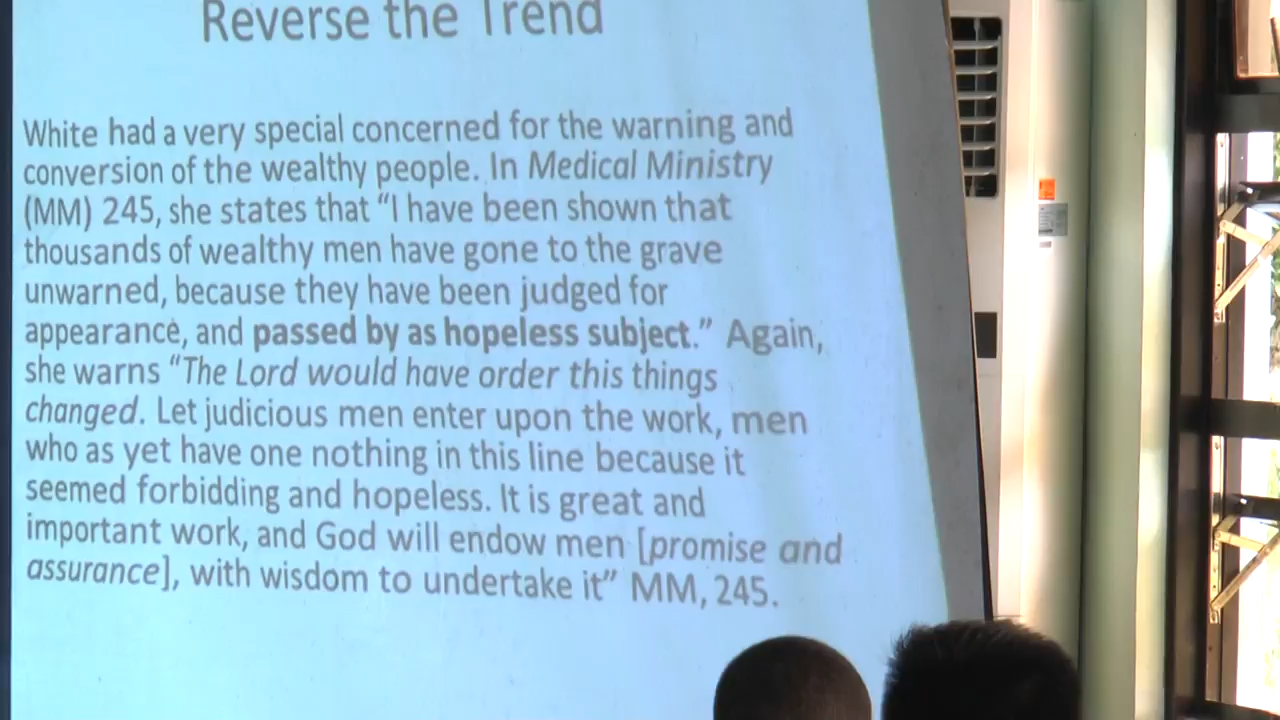 Reverse the Trend
White had a very special concerned for the warning and
conversion of the wealthy people. In Medical Ministry
(MM) 245, she states that “I have been shown that
thousands of wealthy men have gone to the grave
unwarned, because they have been judged for
appearance, and passed by as hopeless subject.” Again,
she warns “The Lord would have order this things
changed. Let judicious men enter upon the work, men
who as yet have one nothing in this line because it
seemed forbidding and hopeless. It is great and
important work, and God will endow men [promise and
assurance], with wisdom to undertake it” MM, 245.